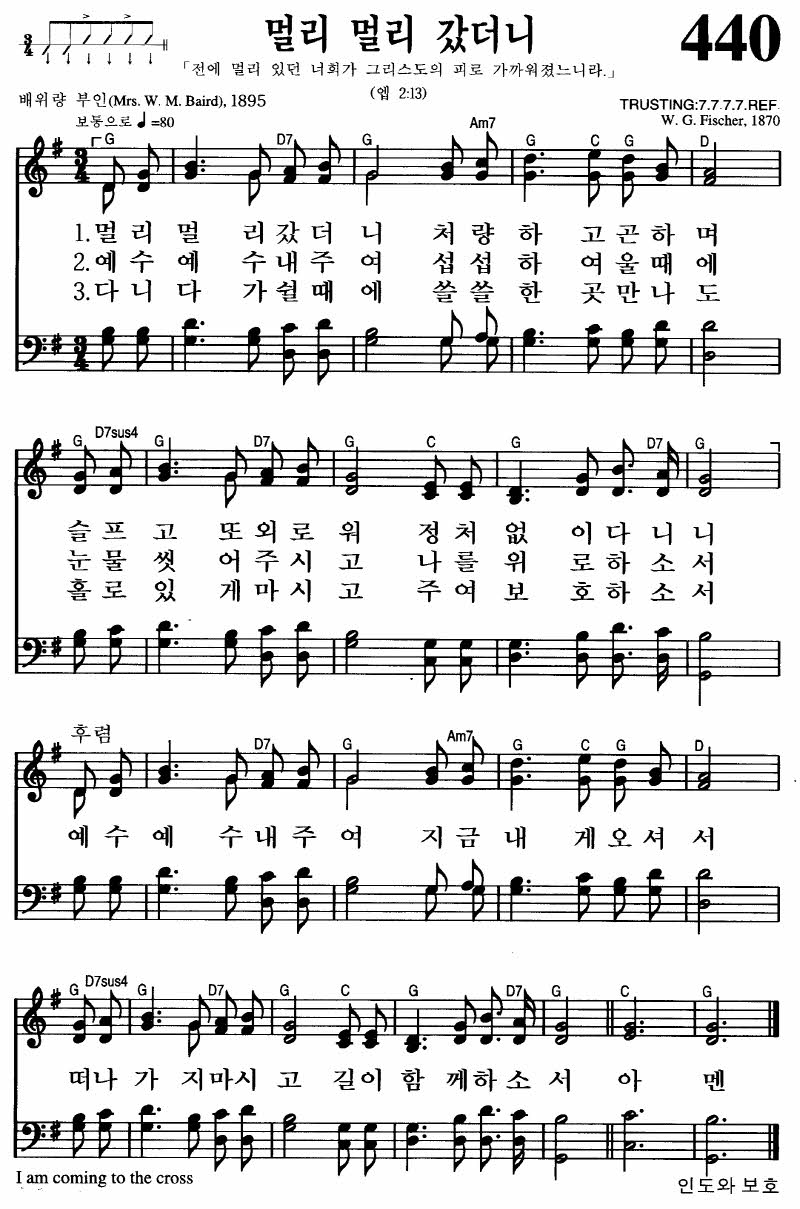 멀리 멀리 갔더니
440
「전에 멀리 있던 너희가 그리스도의 피로 가까워졌느니라.」
(엡 2:13)
배위량 부인(Mrs. W. M. Baird), 1895
TRUSTING:7.7.7.7.REF.
보통으로 ♩=80
W. G. Fischer, 1870
3/4
G D7 G Am7 G C G D
1.멀 리 멀 리 갔 더 니 처 량 하 고 곤 하 며
2.예 수 예 수 내 주 여 섭 섭 하 여 울 때 에
3.다 니 다 가 쉴 때 에 쓸 쓸 한 곳 만 나 도
G D7sus4 G D7 G C G D7 G
슬 프 고 또 외 로 워 정 처 없 이 다 니 니
눈 물 씻 어 주 시 고 나 를 위 로 하 소 서
홀 로 있 게 마 시 고 주 여 보 호 하 소 서
후렴
D7 G Am7 G C G D
예 수 예 수 내 주 여 지 금 내 게 오 셔 서
G D7sus4 G D7 G C G D7 G C G
떠 나 가 지 마 시 고 길 이 함 께 하 소 서 아 멘
I am coming to the cross
인도와 보호